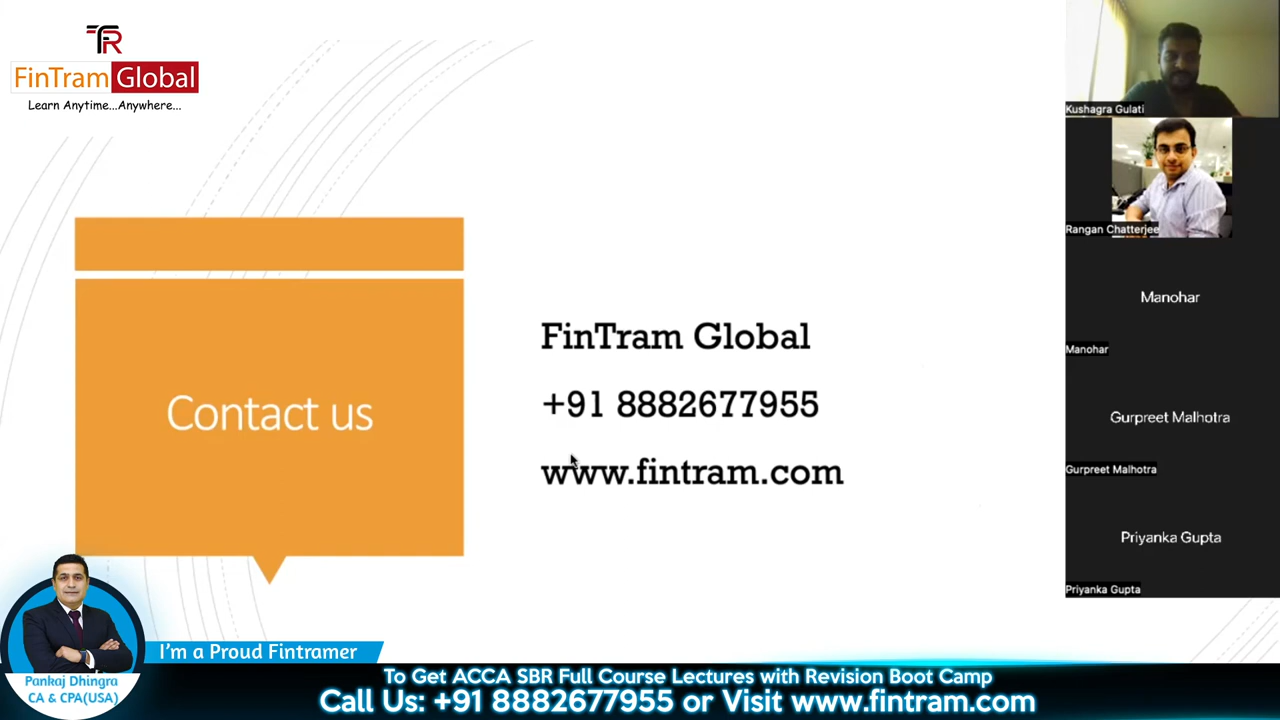 FR
FinTram Global
Learn Anytime...Anywhere...
Contact us
FinTram Global
+91 8882677955
www.fintram.com
Kushagra Gulati
Rangan Chatterjee
Manohar
Manohar
Gurpreet Malhotra
Gurpreet Malhotra
Priyanka Gupta
Priyanka Gupta
I'm a Proud Fintramer
Pankaj Dhingra
CA & CPA(USA)
To Get ACCA SBR Full Course Lectures with Revision Boot Camp
Call Us: +91 8882677955 or Visit www.fintram.com